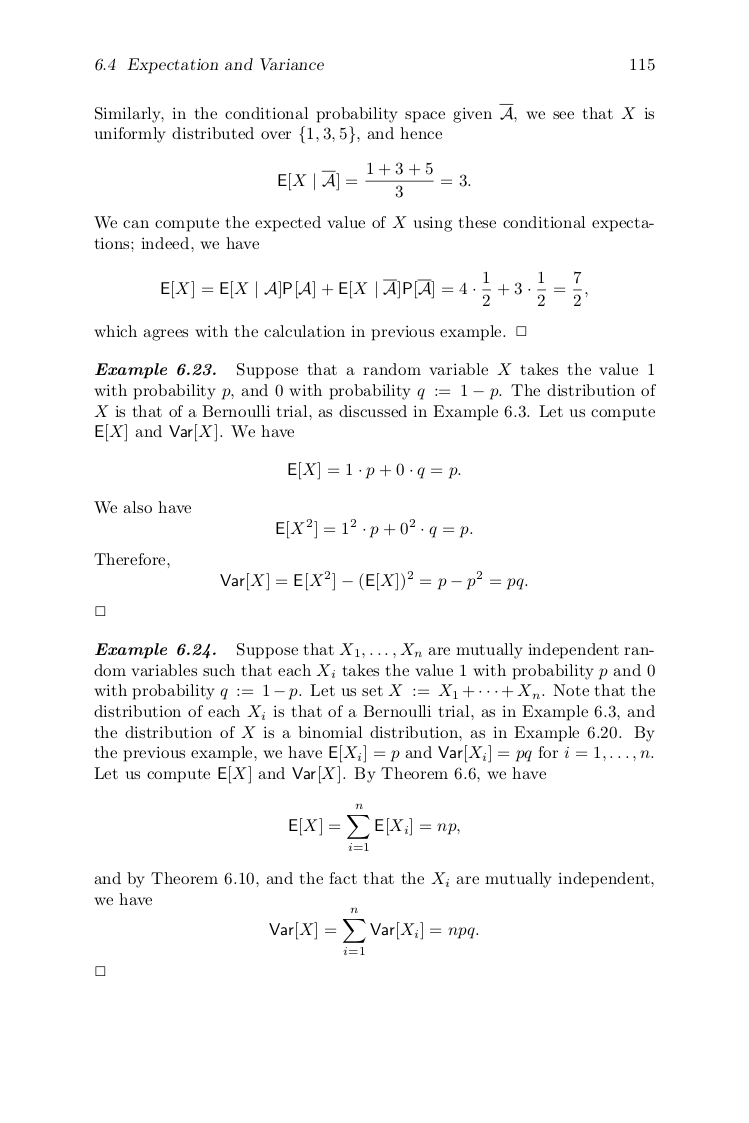 6.4 Expectation and Variance 115
Similarly, in the conditional probability space given $\overline{\mathcal{A}}$, we see that $X$ is
uniformly distributed over {1, 3, 5}, and hence
$\mathsf{E}[X \mid \overline{\mathcal{A}}] = \frac{1+3+5}{3} = 3.$
We can compute the expected value of $X$ using these conditional expecta-
tions; indeed, we have
$\mathsf{E}[X] = \mathsf{E}[X \mid \mathcal{A}]\mathsf{P}[\mathcal{A}] + \mathsf{E}[X \mid \overline{\mathcal{A}}]\mathsf{P}[\overline{\mathcal{A}}] = 4 \cdot \frac{1}{2} + 3 \cdot \frac{1}{2} = \frac{7}{2},$
which agrees with the calculation in previous example. □
Example 6.23. Suppose that a random variable $X$ takes the value 1
with probability $p$, and 0 with probability $q := 1 - p$. The distribution of
$X$ is that of a Bernoulli trial, as discussed in Example 6.3. Let us compute
$\mathsf{E}[X]$ and $\mathsf{Var}[X]$. We have
$\mathsf{E}[X] = 1 \cdot p + 0 \cdot q = p.$
We also have
$\mathsf{E}[X^2] = 1^2 \cdot p + 0^2 \cdot q = p.$
Therefore,
$\mathsf{Var}[X] = \mathsf{E}[X^2] - (\mathsf{E}[X])^2 = p - p^2 = pq.$
□
Example 6.24. Suppose that $X_1, \ldots, X_n$ are mutually independent ran-
dom variables such that each $X_i$ takes the value 1 with probability $p$ and 0
with probability $q := 1 - p$. Let us set $X := X_1 + \cdots + X_n$. Note that the
distribution of each $X_i$ is that of a Bernoulli trial, as in Example 6.3, and
the distribution of $X$ is a binomial distribution, as in Example 6.20. By
the previous example, we have $\mathsf{E}[X_i] = p$ and $\mathsf{Var}[X_i] = pq$ for $i = 1, \ldots, n$.
Let us compute $\mathsf{E}[X]$ and $\mathsf{Var}[X]$. By Theorem 6.6, we have
$\mathsf{E}[X] = \sum_{i=1}^{n} \mathsf{E}[X_i] = np,$
and by Theorem 6.10, and the fact that the $X_i$ are mutually independent,
we have
$\mathsf{Var}[X] = \sum_{i=1}^{n} \mathsf{Var}[X_i] = npq.$
□